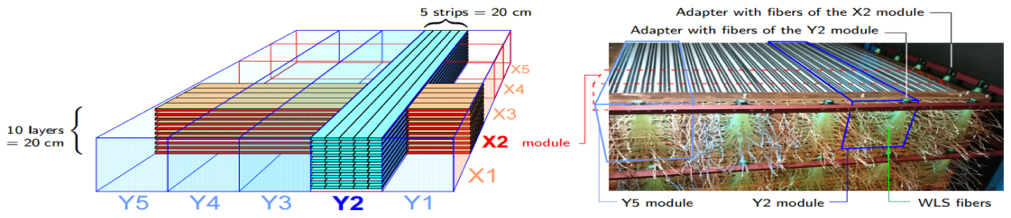 5 strips = 20 cm
10 layers
= 20 cm
X5
X4
X3
X2 module
X1
Y5 Y4 Y3 Y2 Y1
Adapter with fibers of the X2 module
Adapter with fibers of the Y2 module
Y5 module
Y2 module
WLS fibers